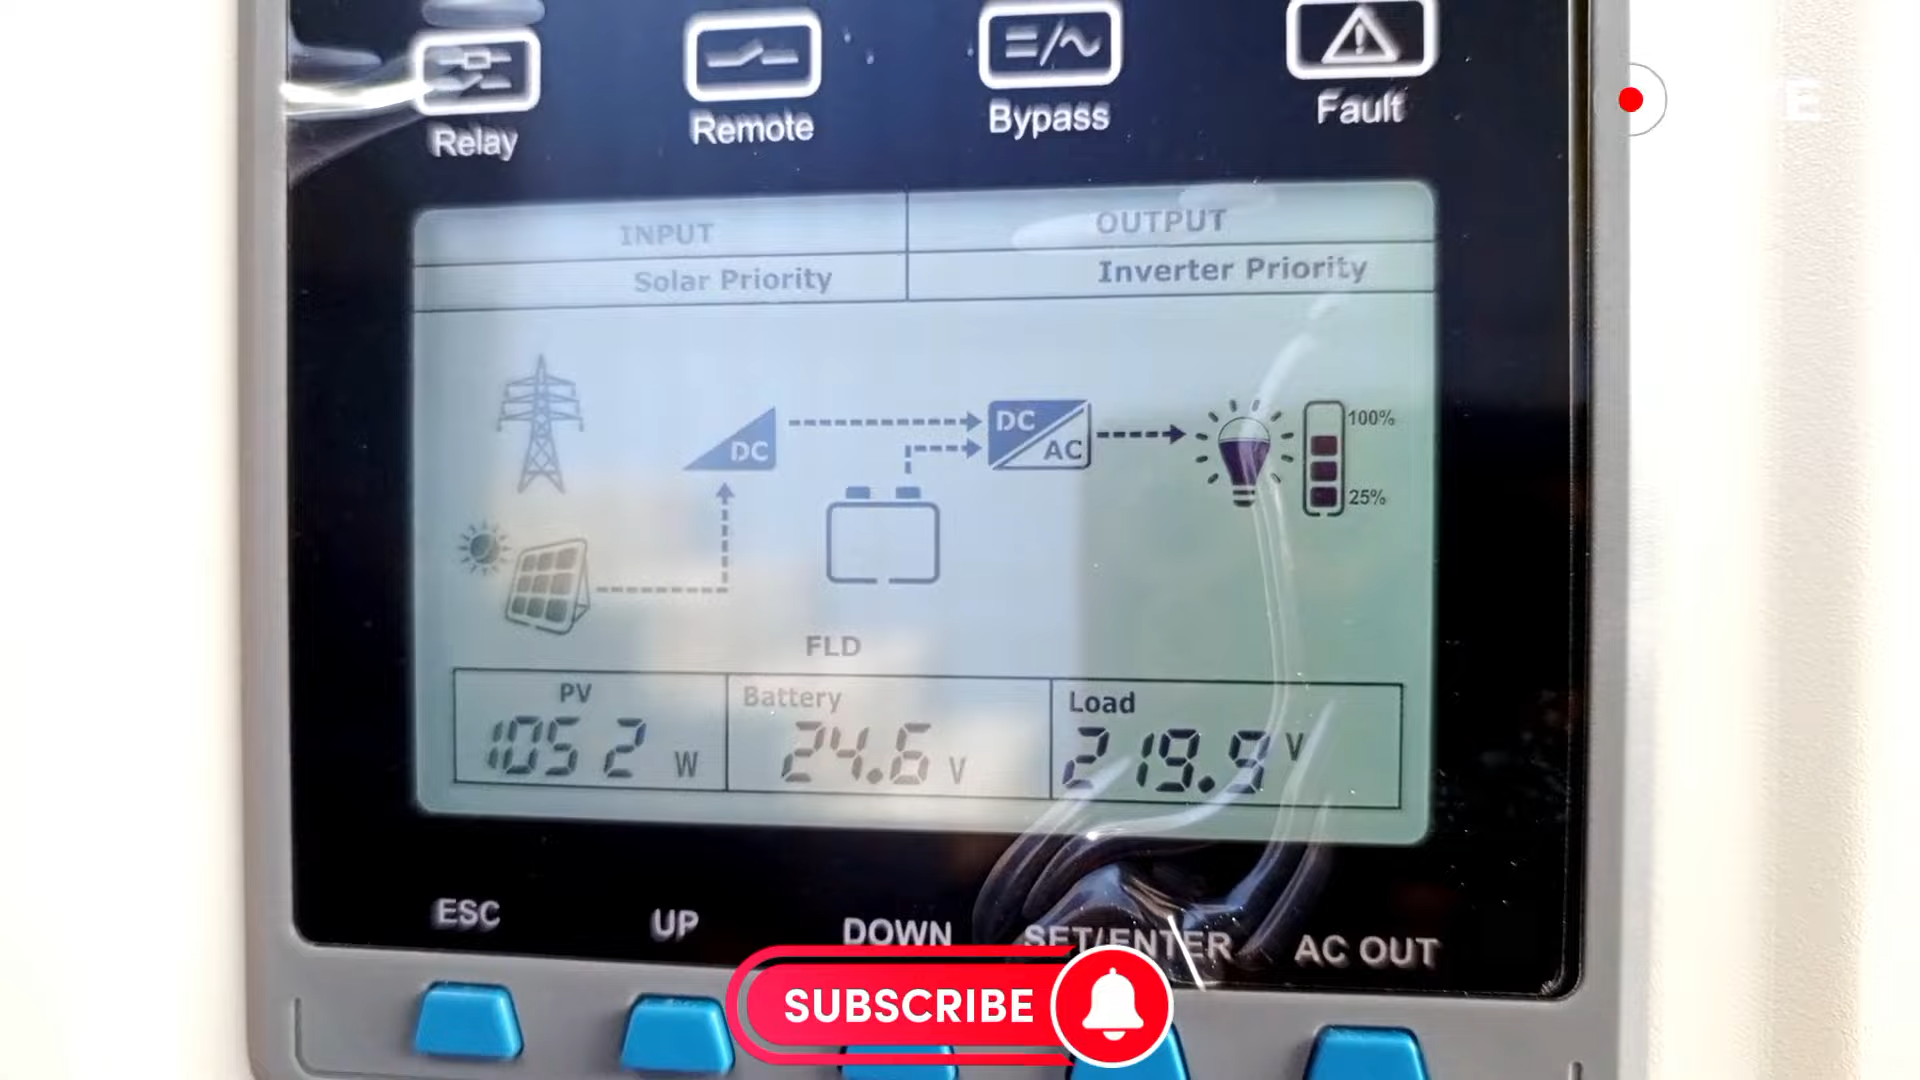 Relay
Remote
Bypass
Fault
E
INPUT
OUTPUT
Solar Priority
Inverter Priority
DC
DC
AC
100%
25%
FLD
PV
Battery
Load
1052 W
24.6 V
219.9 V
ESC
UP
DOWN
SET/ENTER
AC OUT
SUBSCRIBE